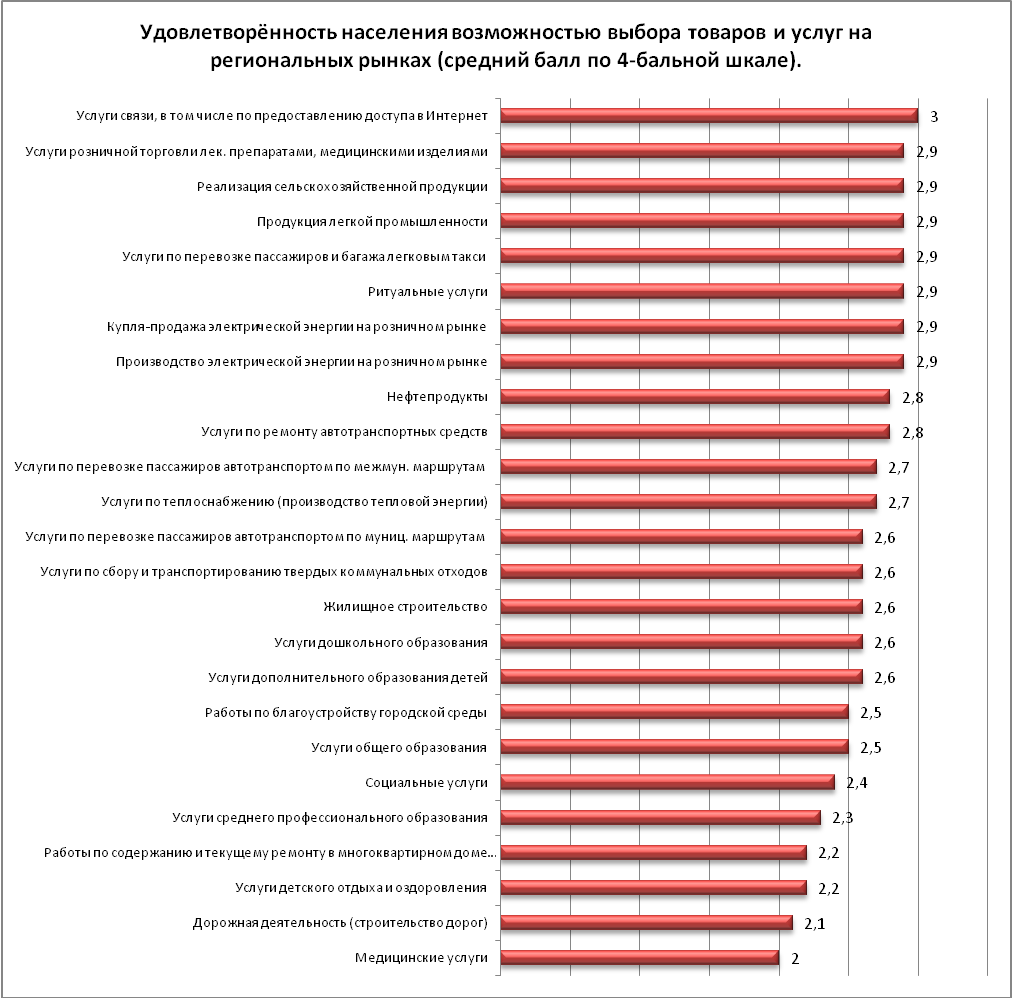 Удовлетворённость населения возможностью выбора товаров и услуг на
региональных рынках (средний балл по 4-бальной шкале).
Услуги связи, в том числе по предоставлению доступа в Интернет 3
Услуги розничной торговли лек. препаратами, медицинскими изделиями 2,9
Реализация сельскохозяйственной продукции 2,9
Продукция легкой промышленности 2,9
Услуги по перевозке пассажиров и багажа легковым такси 2,9
Ритуальные услуги 2,9
Купля-продажа электрической энергии на розничном рынке 2,9
Производство электрической энергии на розничном рынке 2,9
Нефтепродукты 2,8
Услуги по ремонту автотранспортных средств 2,8
Услуги по перевозке пассажиров автотранспортом по межмун. маршрутам 2,7
Услуги по теплоснабжению (производство тепловой энергии) 2,7
Услуги по перевозке пассажиров автотранспортом по муниц. маршрутам 2,6
Услуги по сбору и транспортированию твердых коммунальных отходов 2,6
Жилищное строительство 2,6
Услуги дошкольного образования 2,6
Услуги дополнительного образования детей 2,6
Работы по благоустройству городской среды 2,5
Услуги общего образования 2,5
Социальные услуги 2,4
Услуги среднего профессионального образования 2,3
Работы по содержанию и текущему ремонту в многоквартирном доме... 2,2
Услуги детского отдыха и оздоровления 2,2
Дорожная деятельность (строительство дорог) 2,1
Медицинские услуги 2